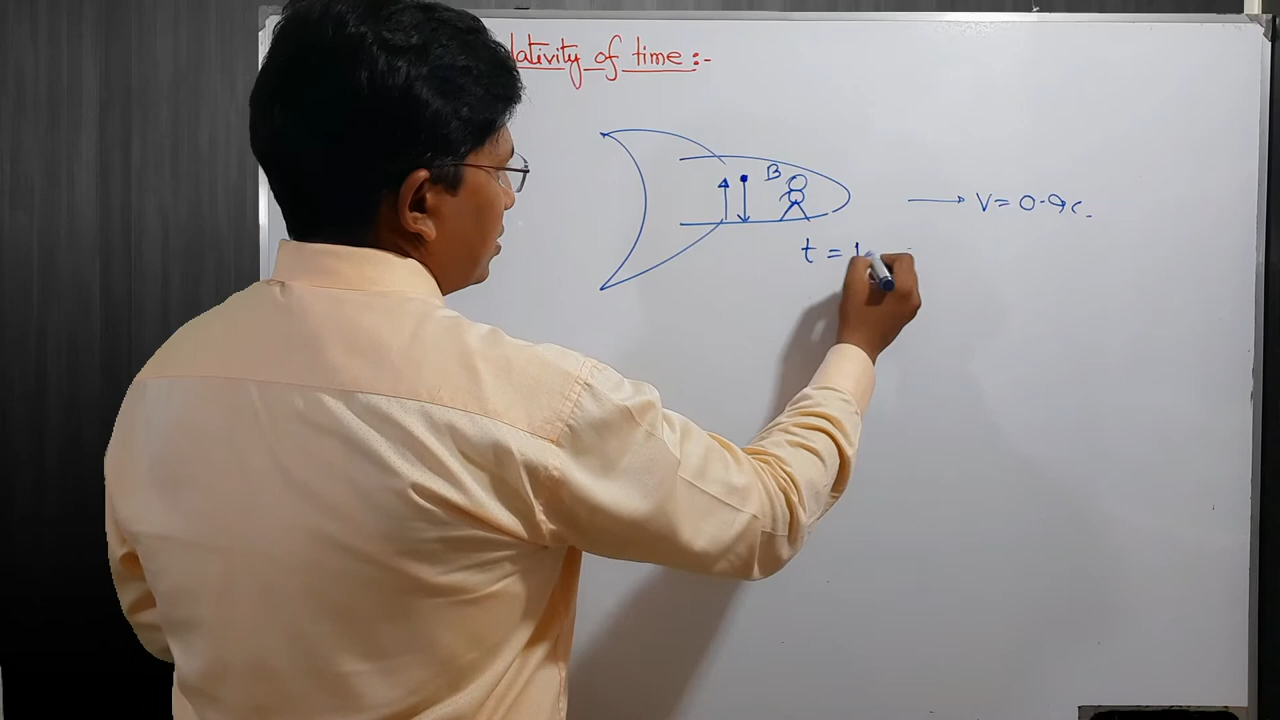 lativity of time :-
B
V = 0.9c.
t = 1